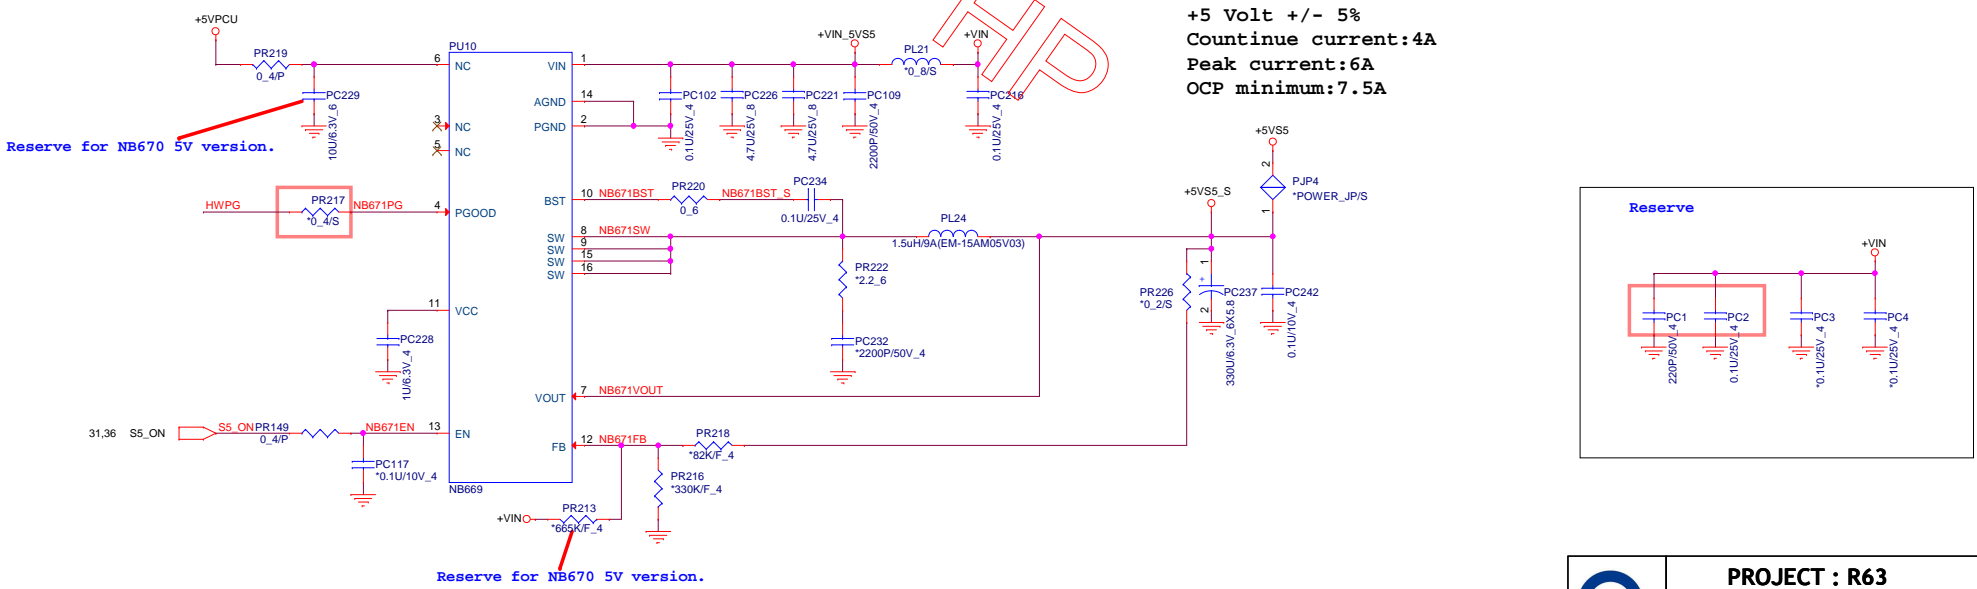 +5 Volt +/- 5%
Countinue current:4A
Peak current:6A
OCP minimum:7.5A
HP
+5VPCU
PR219
0_4/P
PC229
10U/6.3V_6
Reserve for NB670 5V version.
PU10
6
NC
3
NC
5
NC
HWPG
PR217
*0_4/S
NB671PG
4
PGOOD
11
VCC
PC228
1U/6.3V_4
31,36
S5_ON
S5_ON
PR149
0_4/P
NB671EN
13
EN
PC117
*0.1U/10V_4
NB669
VIN
1
AGND
14
PGND
2
BST
10
NB671BST
PR220
0_6
NB671BST_S
PC234
0.1U/25V_4
SW
8
NB671SW
SW
9
SW
15
SW
16
VOUT
7
NB671VOUT
FB
12
NB671FB
+VIN_5VS5
PL21
*0_8/S
+VIN
PC102
0.1U/25V_4
PC226
4.7U/25V_8
PC221
4.7U/25V_8
PC109
2200P/50V_4
PC216
0.1U/25V_4
PL24
1.5uH/9A(EM-15AM05V03)
PR222
*2.2_6
PC232
*2200P/50V_4
PR218
*82K/F_4
PR216
*330K/F_4
+VIN
PR213
*665K/F_4
Reserve for NB670 5V version.
+5VS5
2
PJP4
*POWER_JP/S
1
+5VS5_S
PR226
*0_2/S
1
+
PC237
2
330U/6.3V_6X5.8
PC242
0.1U/10V_4
Reserve
+VIN
PC1
220P/50V_4
PC2
0.1U/25V_4
PC3
*0.1U/25V_4
PC4
*0.1U/25V_4
PROJECT : R63